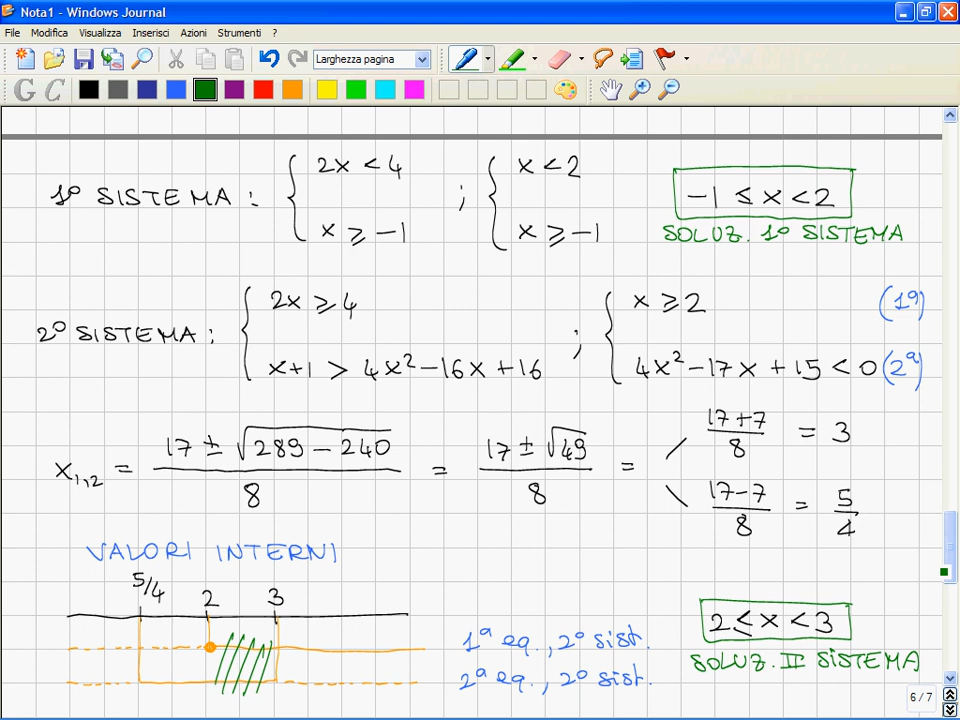 Nota1 - Windows Journal
File Modifica Visualizza Inserisci Azioni Strumenti ?
Larghezza pagina
G C
1° SISTEMA : { 2x < 4 ; { x < 2
x ≥ -1 x ≥ -1
-1 ≤ x < 2
SOLUZ. 1° SISTEMA
2° SISTEMA : { 2x ≥ 4 ; { x ≥ 2 (1ª)
x+1 > 4x² - 16x + 16 4x² - 17x + 15 < 0 (2ª)
x₁,₂ = (17 ± √(289 - 240))/8 = (17 ± √49)/8 =
(17+7)/8 = 3
(17-7)/8 = 5/4
VALORI INTERNI
5/4 2 3
1ª eq., 2° sist.
2ª eq., 2° sist.
2 ≤ x < 3
SOLUZ. II SISTEMA
6 / 7